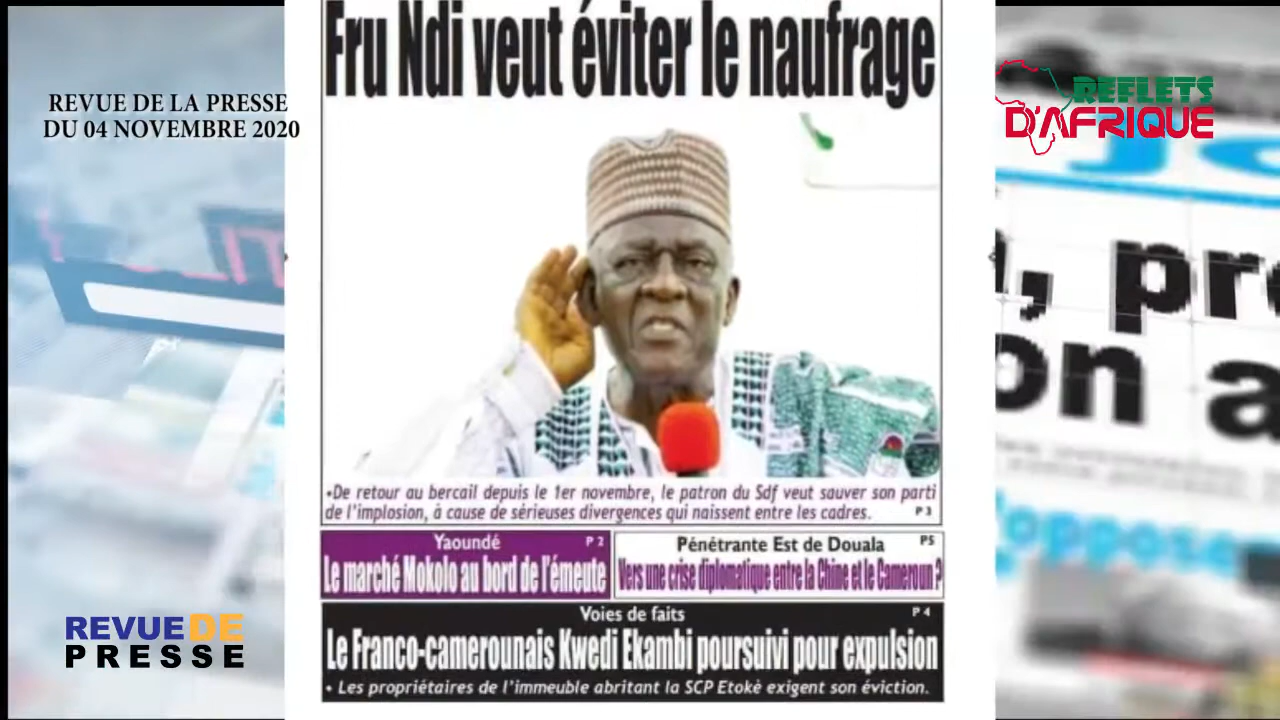 Fru Ndi veut éviter le naufrage
REVUE DE LA PRESSE
DU 04 NOVEMBRE 2020
REFLETS
D'AFRIQUE
•De retour au bercail depuis le 1er novembre, le patron du Sdf veut sauver son parti
de l'implosion, à cause de sérieuses divergences qui naissent entre les cadres. P 3
Yaoundé P 2
Le marché Mokolo au bord de l'émeute
Pénétrante Est de Douala P5
Vers une crise diplomatique entre la Chine et le Cameroun ?
Voies de faits P 4
Le Franco-camerounais Kwedi Ekambi poursuivi pour expulsion
• Les propriétaires de l'immeuble abritant la SCP Etokè exigent son éviction.
REVUE DE
PRESSE